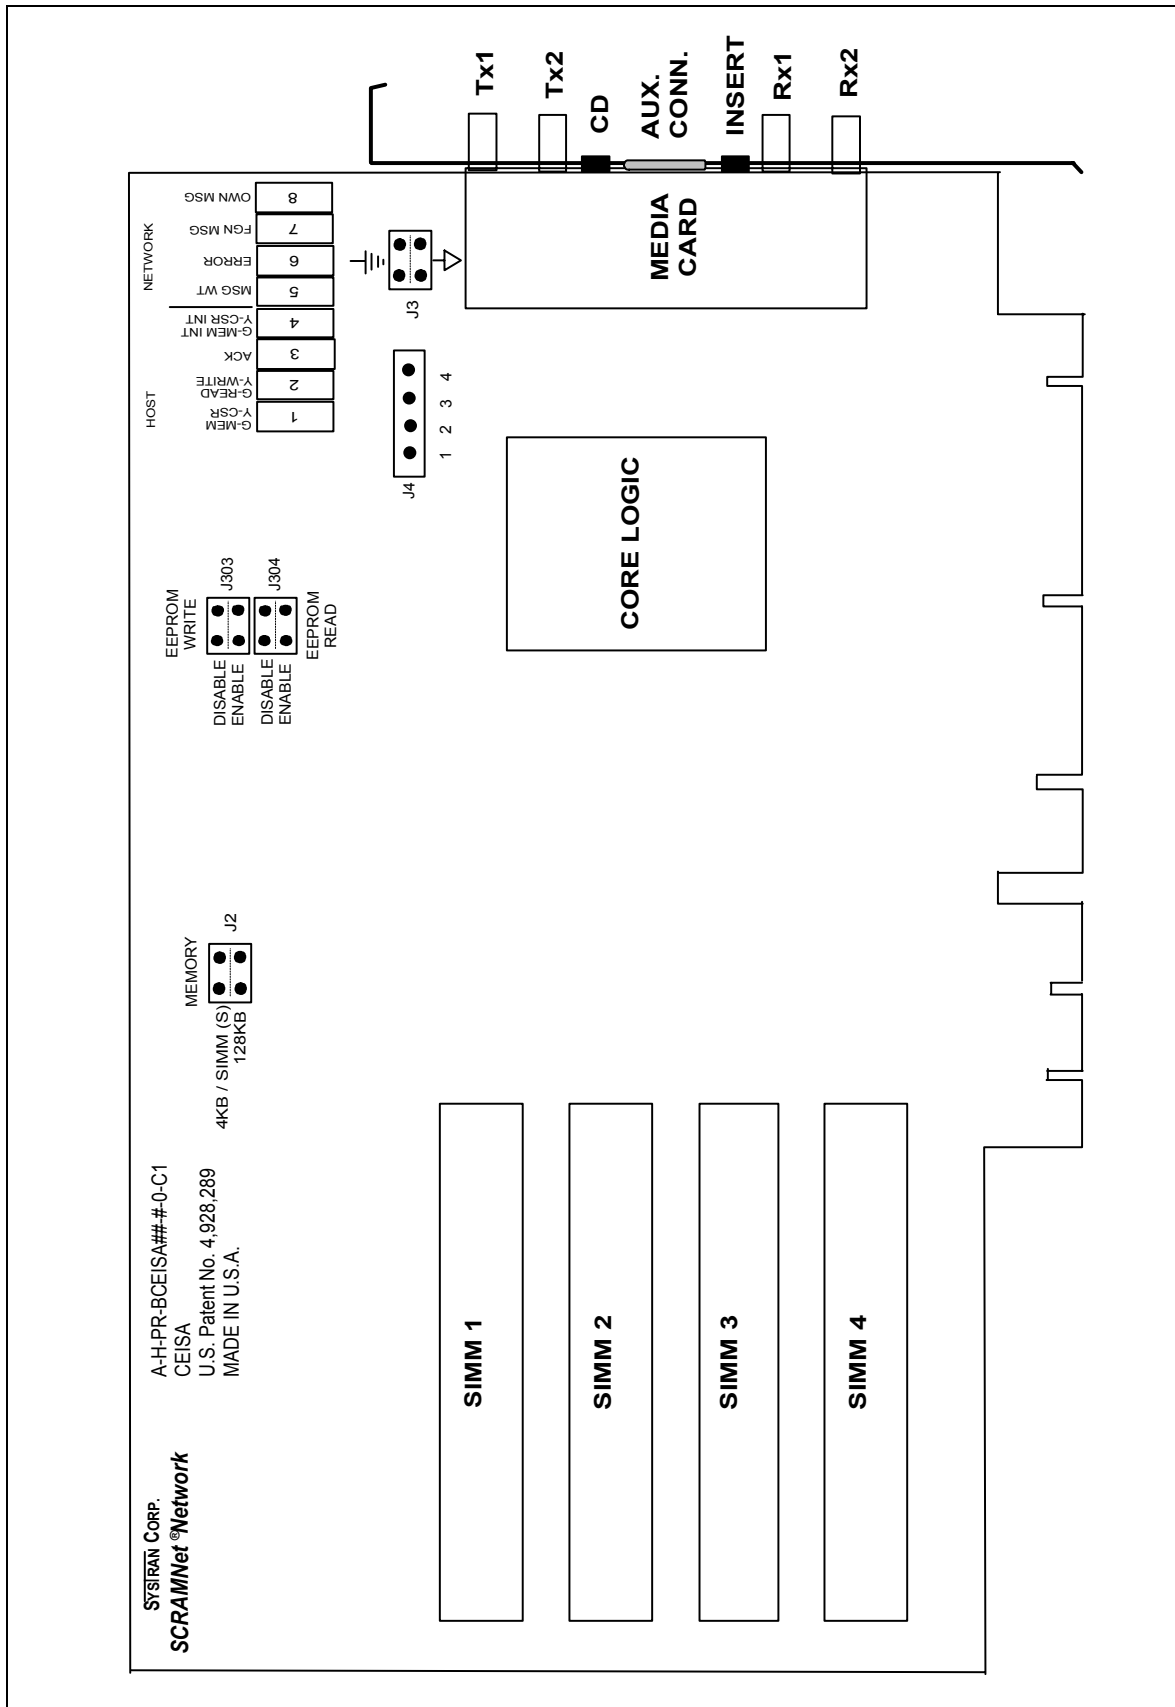 SYSTRAN CORP.
SCRAMNet ® Network
A-H-PR-BCEISA##-#-0-C1
CEISA
U.S. Patent No. 4,928,289
MADE IN U.S.A.
MEMORY
J2
4KB / SIMM (S)
128KB
EEPROM
WRITE
J303
DISABLE
ENABLE
J304
DISABLE
ENABLE
EEPROM
READ
HOST
NETWORK
G-MEM
Y-CSR
G-READ
Y-WRITE
ACK
G-MEM INT
Y-CSR INT
MSG WT
ERROR
FGN MSG
OWN MSG
1
2
3
4
5
6
7
8
J4
1 2 3 4
J3
MEDIA
CARD
CORE LOGIC
SIMM 1
SIMM 2
SIMM 3
SIMM 4
Tx1
Tx2
CD
AUX.
CONN.
INSERT
Rx1
Rx2